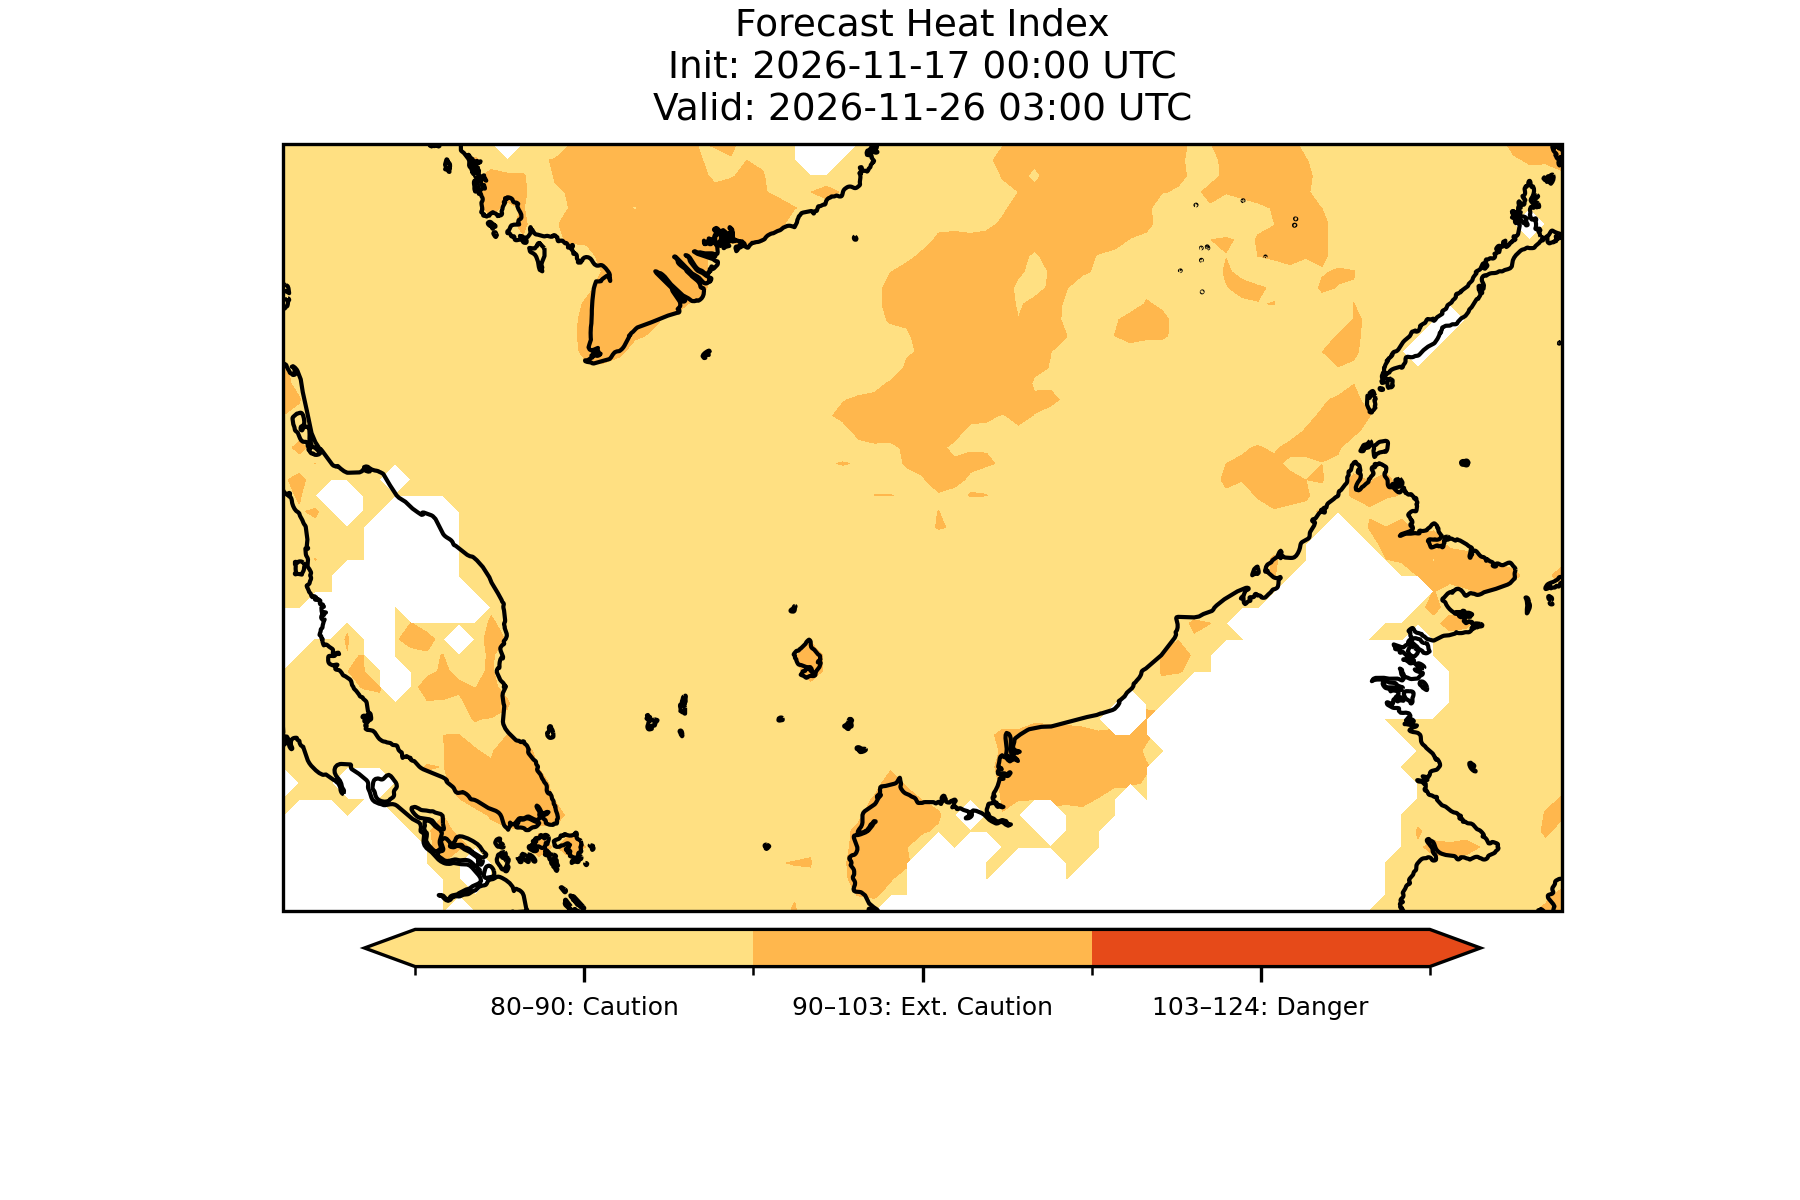 Forecast Heat Index
Init: 2026-11-17 00:00 UTC
Valid: 2026-11-26 03:00 UTC
80–90: Caution
90–103: Ext. Caution
103–124: Danger